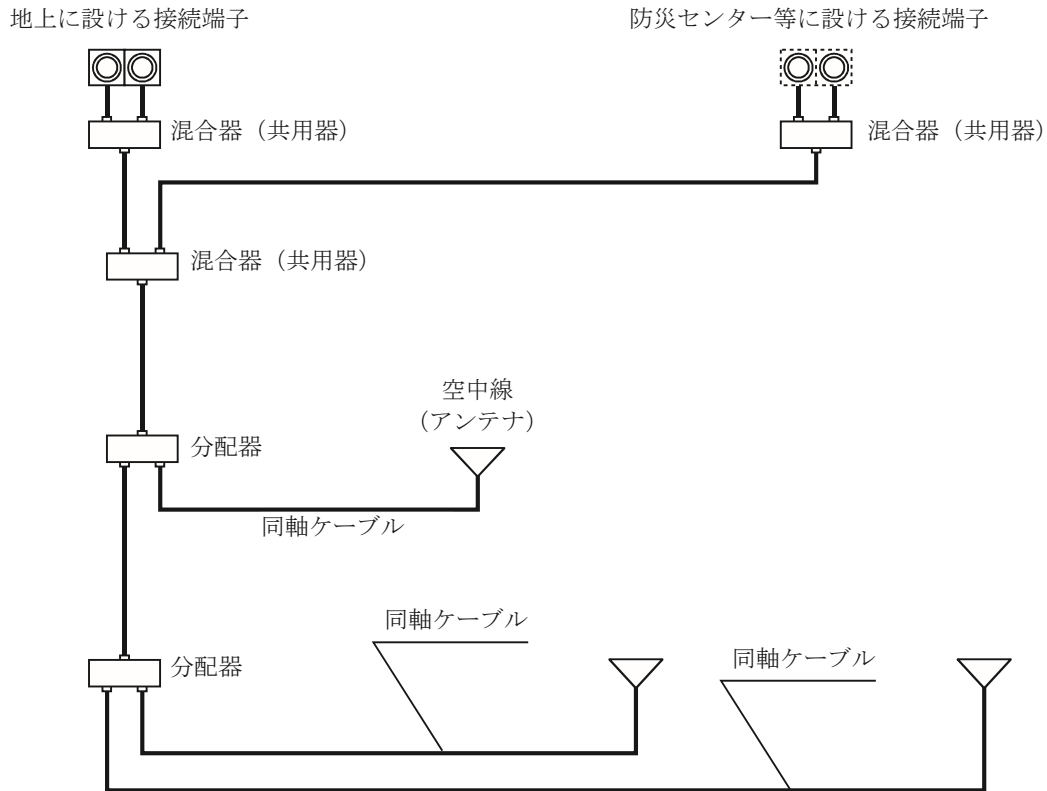 地上に設ける接続端子
防災センター等に設ける接続端子
混合器（共用器）
混合器（共用器）
混合器（共用器）
空中線
（アンテナ）
分配器
同軸ケーブル
同軸ケーブル
同軸ケーブル
分配器